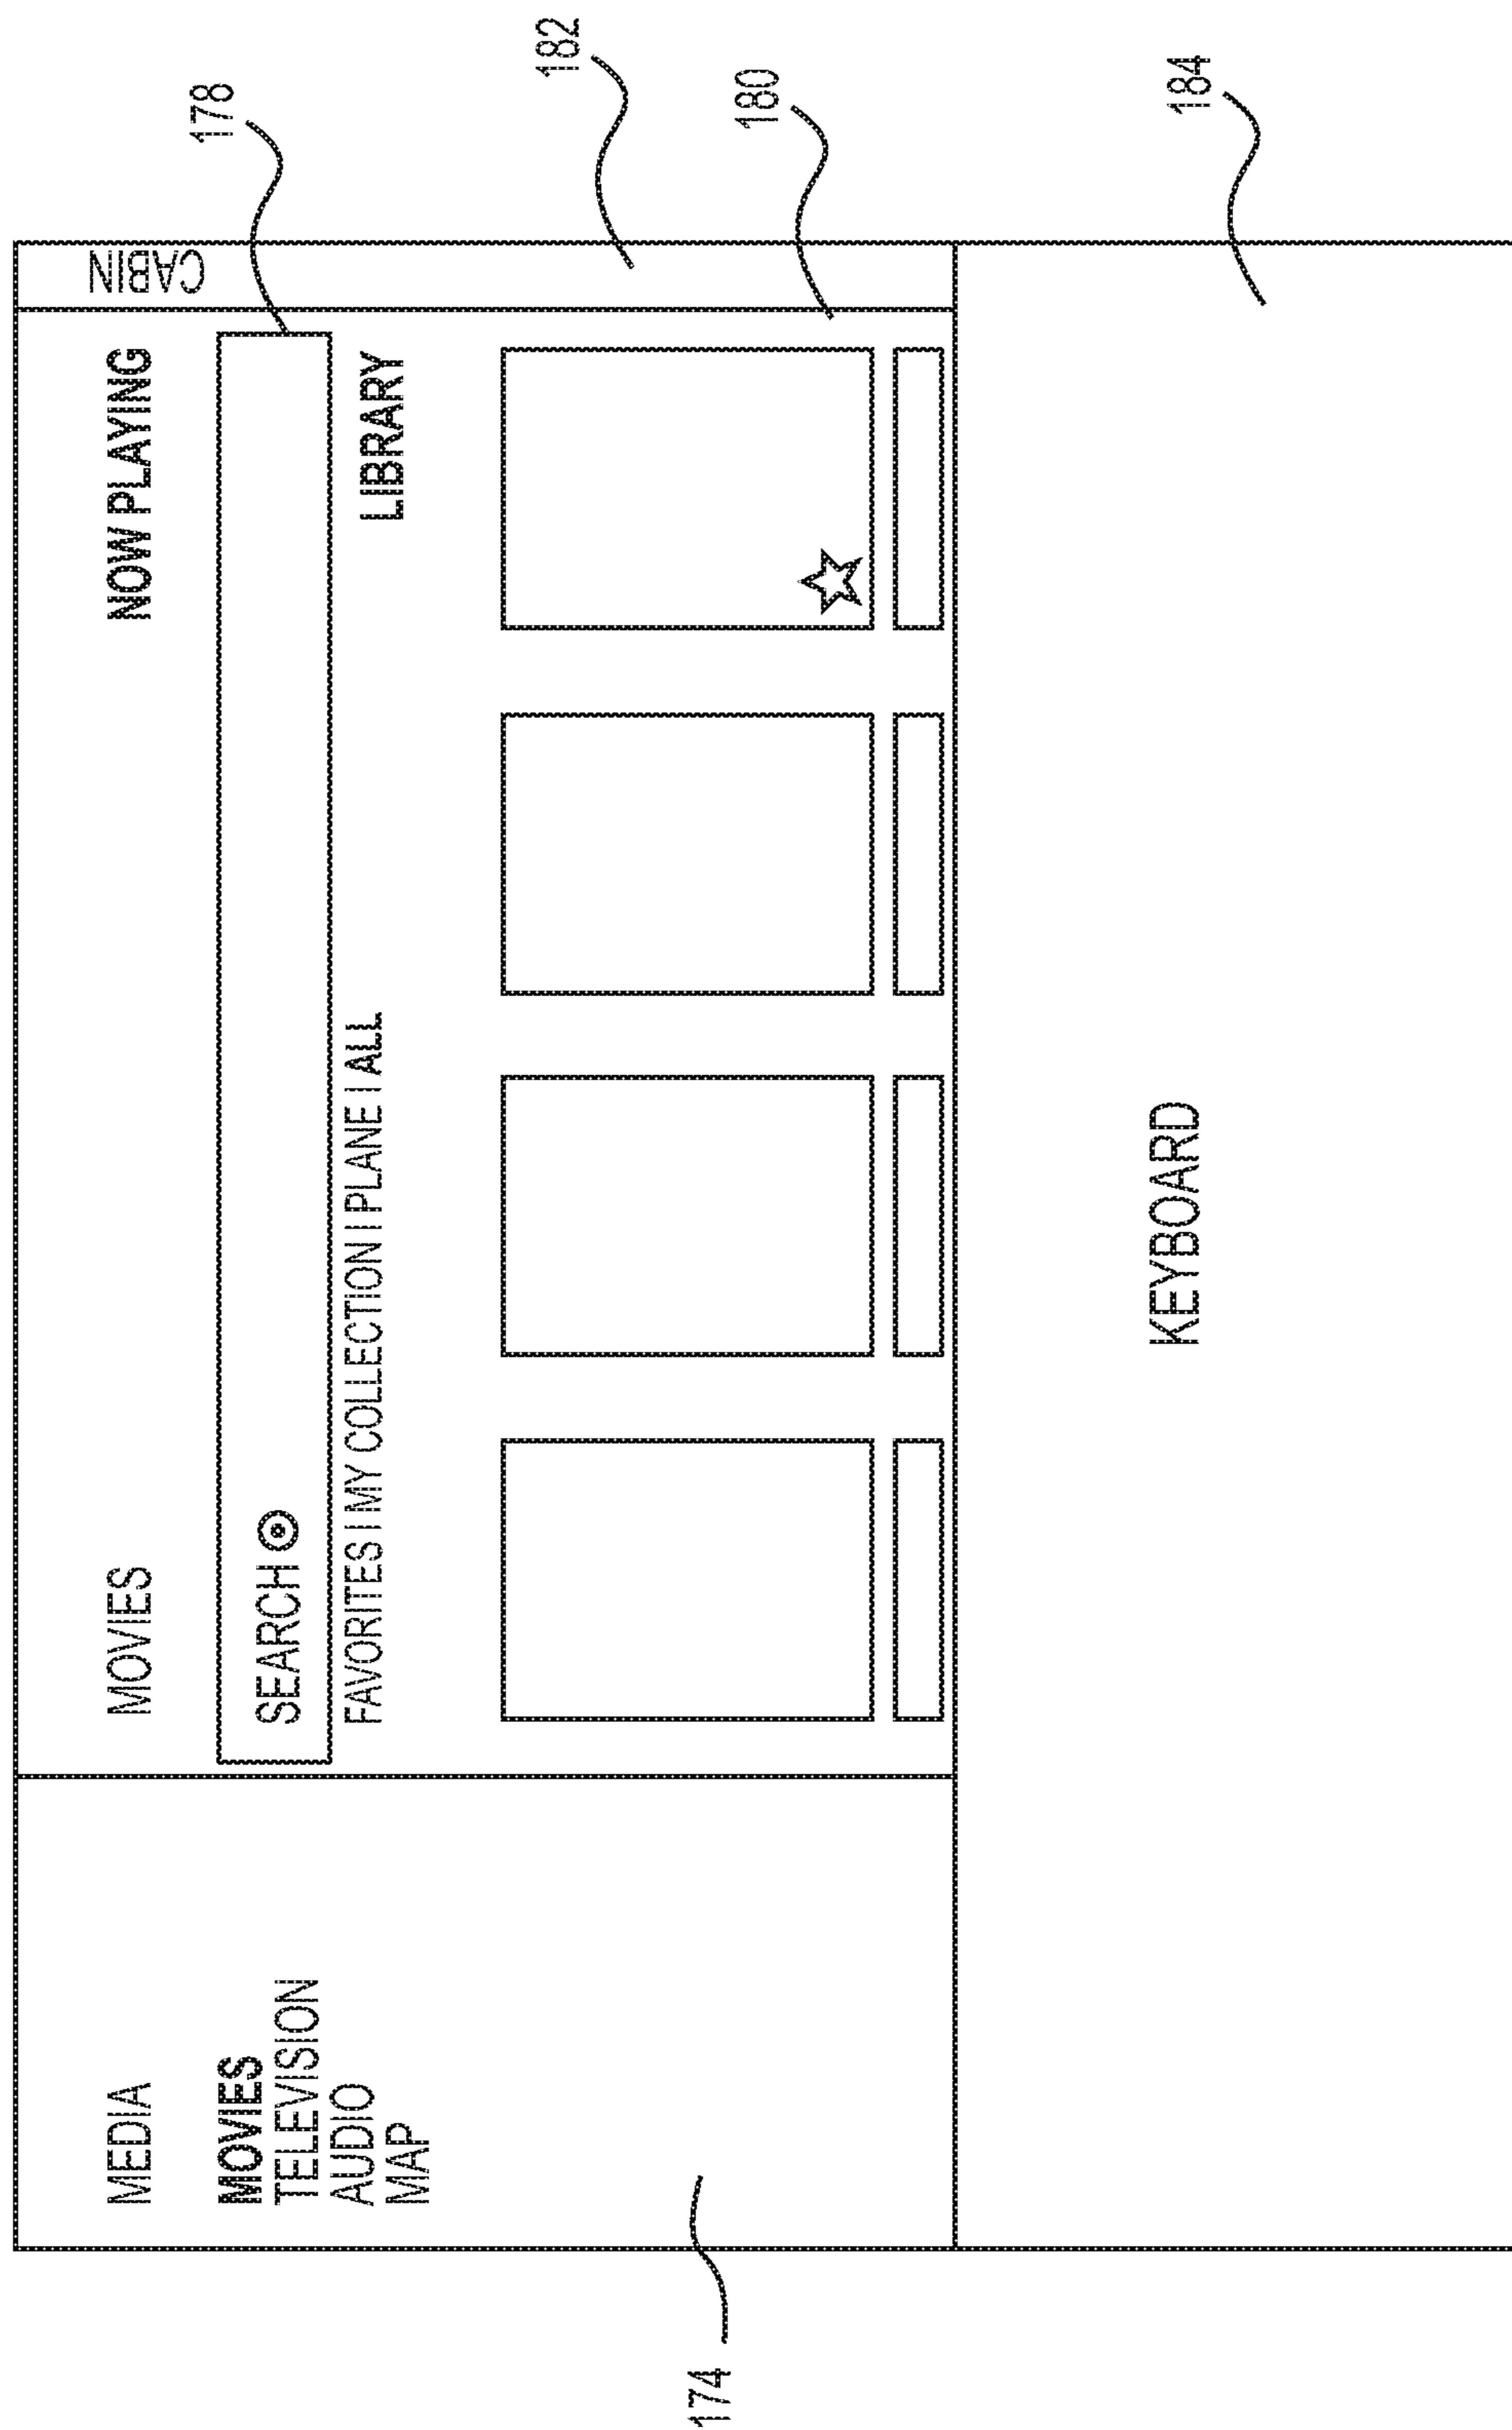 178
182
180
184
174
CABIN
MEDIA
MOVIES
TELEVISION
AUDIO
MAP
MOVIES
NOW PLAYING
SEARCH
FAVORITES | MY COLLECTION | PLANE | ALL
LIBRARY
KEYBOARD